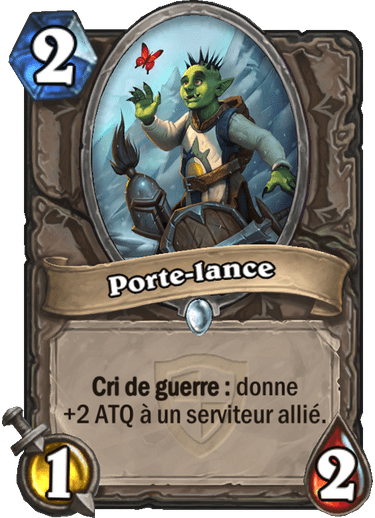 2
Porte-lance
Cri de guerre : donne
+2 ATQ à un serviteur allié.
1
2